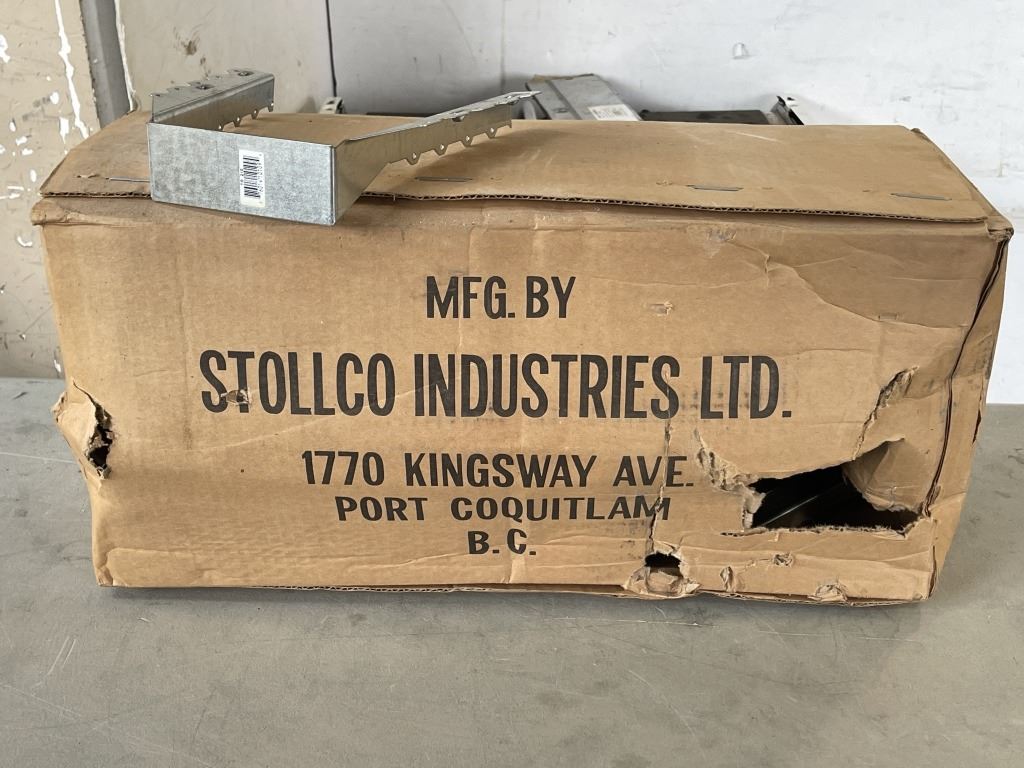 MFG. BY
STOLLCO INDUSTRIES LTD.
1770 KINGSWAY AVE.
PORT COQUITLAM
B.C.